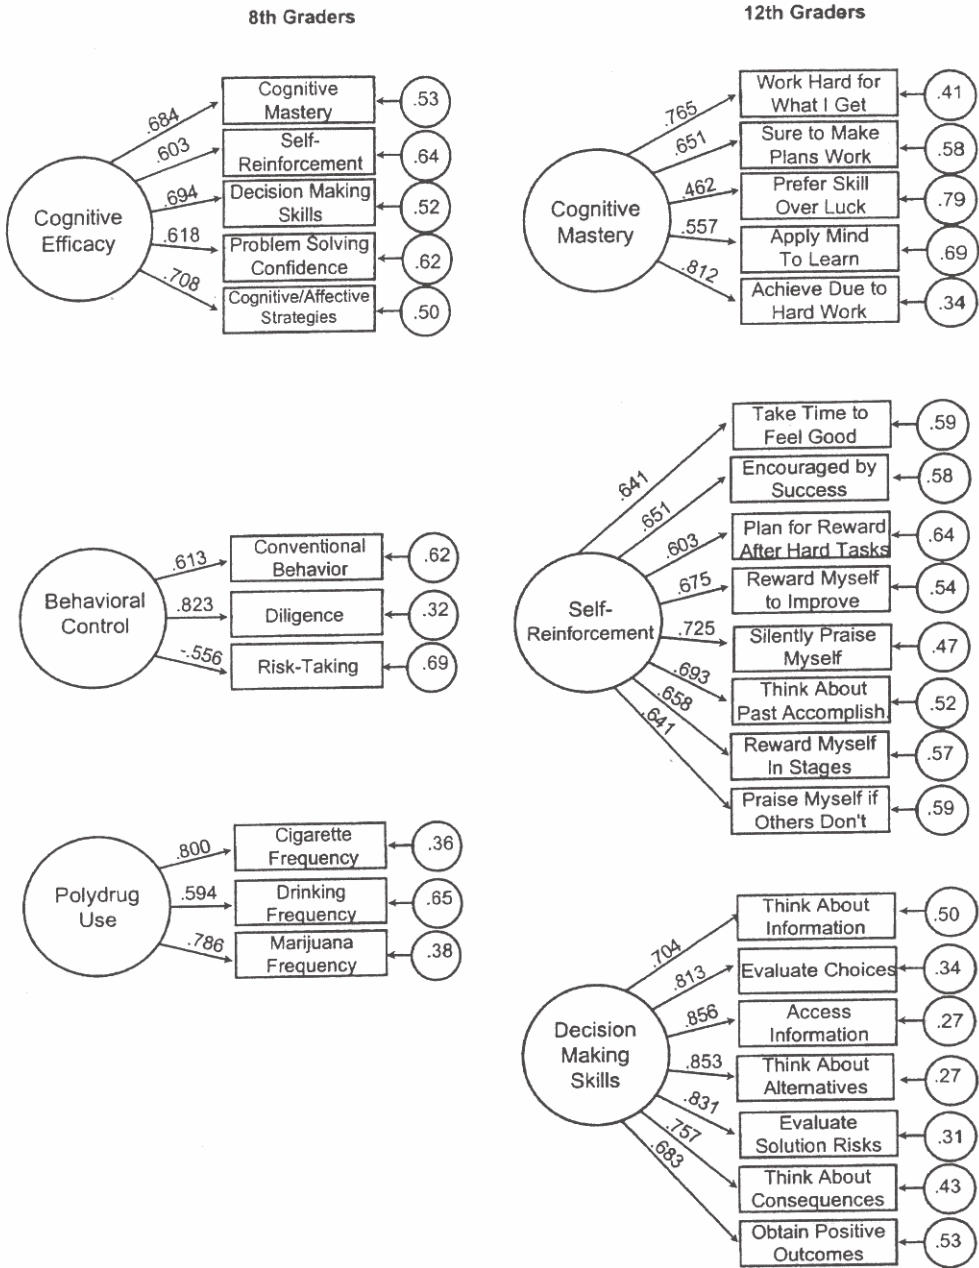 8th Graders
.684
.603
.694
.618
.708
Cognitive
Efficacy
Cognitive
Mastery
.53
Self-
Reinforcement
.64
Decision Making
Skills
.52
Problem Solving
Confidence
.62
Cognitive/Affective
Strategies
.50
Behavioral
Control
.613
.823
-.556
Conventional
Behavior
.62
Diligence
.32
Risk-Taking
.69
Polydrug
Use
.800
.594
.786
Cigarette
Frequency
.36
Drinking
Frequency
.65
Marijuana
Frequency
.38
12th Graders
Cognitive
Mastery
.765
.651
.462
.557
.812
Work Hard for
What I Get
.41
Sure to Make
Plans Work
.58
Prefer Skill
Over Luck
.79
Apply Mind
To Learn
.69
Achieve Due to
Hard Work
.34
Self-
Reinforcement
.641
.651
.603
.675
.725
.693
.658
.641
Take Time to
Feel Good
.59
Encouraged by
Success
.58
Plan for Reward
After Hard Tasks
.64
Reward Myself
to Improve
.54
Silently Praise
Myself
.47
Think About
Past Accomplish.
.52
Reward Myself
In Stages
.57
Praise Myself if
Others Don't
.59
Decision
Making
Skills
.704
.813
.856
.853
.831
.757
.683
Think About
Information
.50
Evaluate Choices
.34
Access
Information
.27
Think About
Alternatives
.27
Evaluate
Solution Risks
.31
Think About
Consequences
.43
Obtain Positive
Outcomes
.53